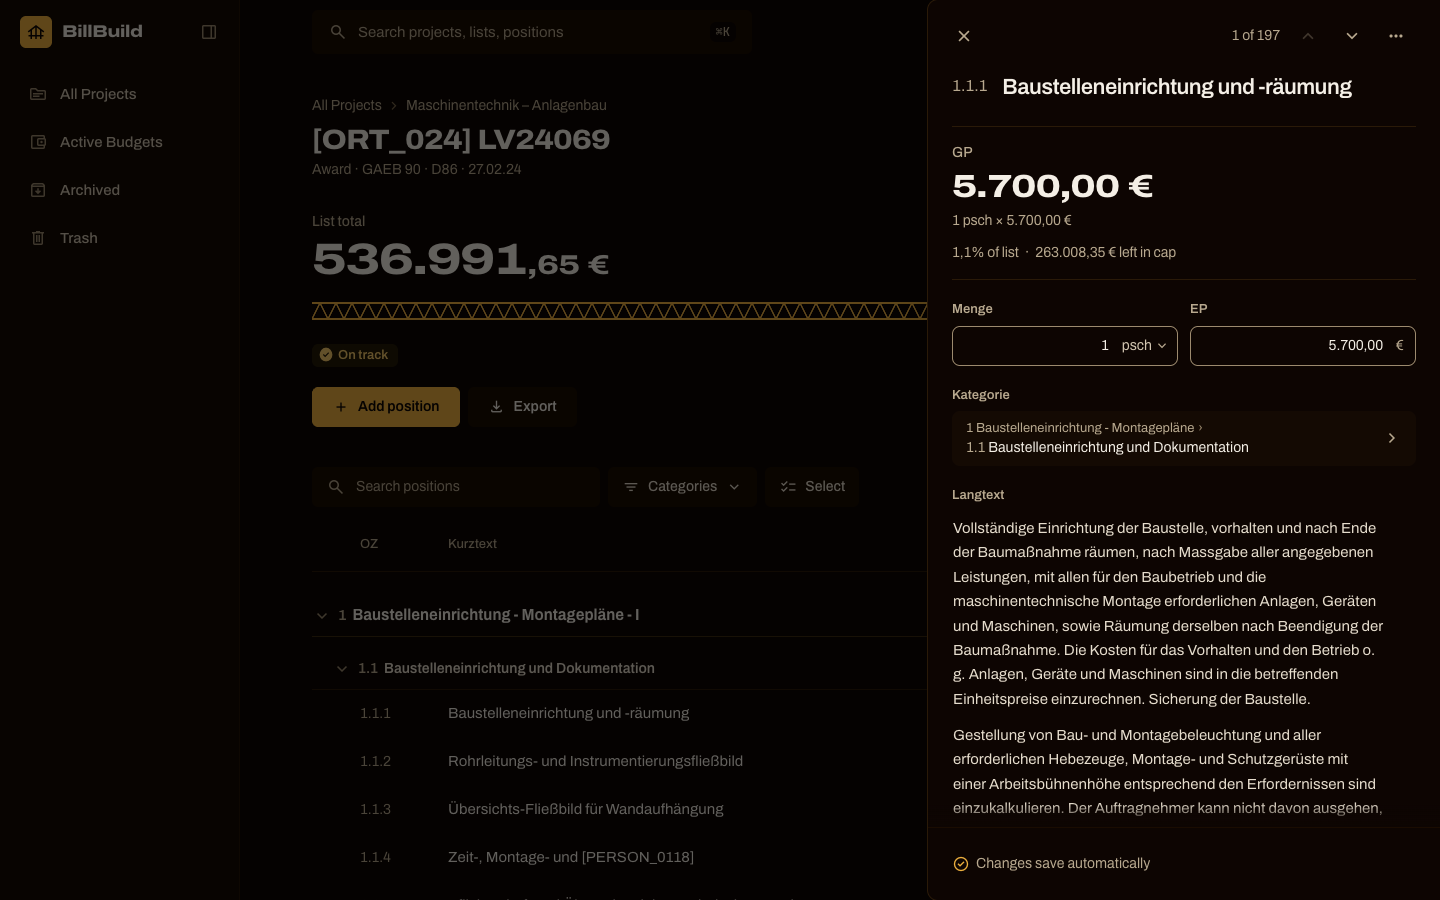 BillBuild
All Projects
Active Budgets
Archived
Trash
Search projects, lists, positions
⌘K
All Projects › Maschinentechnik – Anlagenbau
[ORT_024] LV24069
Award · GAEB 90 · D86 · 27.02.24
List total
536.991,65 €
On track
+ Add position
Export
Search positions
Categories
Select
OZ Kurztext
1 Baustelleneinrichtung - Montagepläne - I
1.1 Baustelleneinrichtung und Dokumentation
1.1.1 Baustelleneinrichtung und -räumung
1.1.2 Rohrleitungs- und Instrumentierungsfließbild
1.1.3 Übersichts-Fließbild für Wandaufhängung
1.1.4 Zeit-, Montage- und [PERSON_0118]
1 of 197
1.1.1 Baustelleneinrichtung und -räumung
GP
5.700,00 €
1 psch × 5.700,00 €
1,1% of list · 263.008,35 € left in cap
Menge EP
1 psch 5.700,00 €
Kategorie
1 Baustelleneinrichtung - Montagepläne ›
1.1 Baustelleneinrichtung und Dokumentation
Langtext
Vollständige Einrichtung der Baustelle, vorhalten und nach Ende
der Baumaßnahme räumen, nach Massgabe aller angegebenen
Leistungen, mit allen für den Baubetrieb und die
maschinentechnische Montage erforderlichen Anlagen, Geräten
und Maschinen, sowie Räumung derselben nach Beendigung der
Baumaßnahme. Die Kosten für das Vorhalten und den Betrieb o.
g. Anlagen, Geräte und Maschinen sind in die betreffenden
Einheitspreise einzurechnen. Sicherung der Baustelle.
Gestellung von Bau- und Montagebeleuchtung und aller
erforderlichen Hebezeuge, Montage- und Schutzgerüste mit
einer Arbeitsbühnenhöhe entsprechend den Erfordernissen sind
einzukalkulieren. Der Auftragnehmer kann nicht davon ausgehen,
Changes save automatically